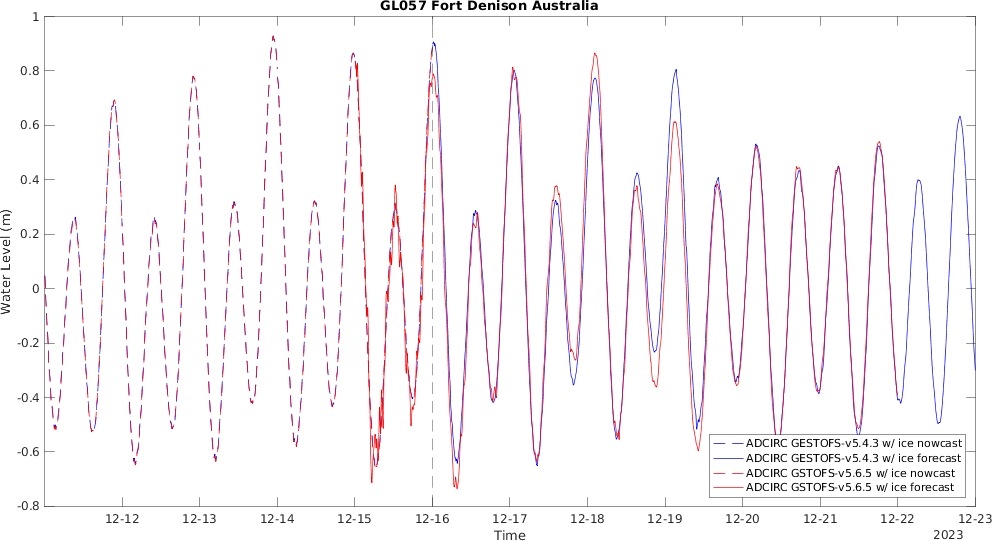 GL057 Fort Denison Australia
1
0.8
0.6
0.4
0.2
0
-0.2
-0.4
-0.6
-0.8
Water Level (m)
ADCIRC GESTOFS-v5.4.3 w/ ice nowcast
ADCIRC GESTOFS-v5.4.3 w/ ice forecast
ADCIRC GSTOFS-v5.6.5 w/ ice nowcast
ADCIRC GSTOFS-v5.6.5 w/ ice forecast
12-12 12-13 12-14 12-15 12-16 12-17 12-18 12-19 12-20 12-21 12-22 12-23
Time
2023